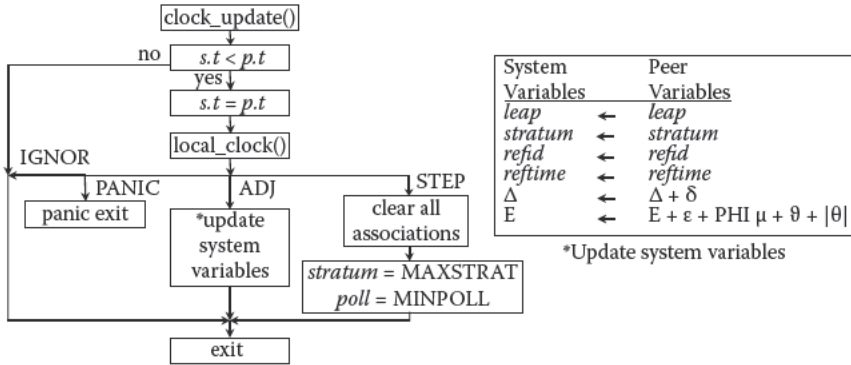 clock_update()
no
s.t < p.t
yes
s.t = p.t
local_clock()
IGNOR
PANIC
ADJ
STEP
panic exit
*update
system
variables
clear all
associations
stratum = MAXSTRAT
poll = MINPOLL
exit
System Peer
Variables Variables
leap ← leap
stratum ← stratum
refid ← refid
reftime ← reftime
Δ ← Δ + δ
E ← E + ε + PHI μ + ϑ + |θ|
*Update system variables